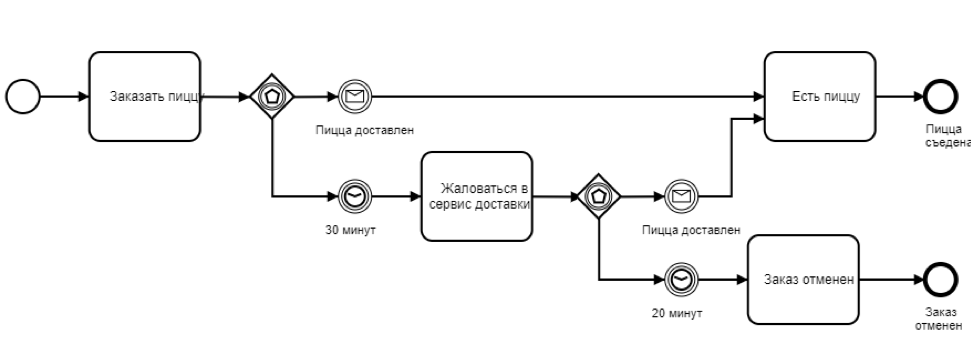 Заказать пиццу
Пицца доставлен
Есть пиццу
Пицца
съедена
30 минут
Жаловаться в
сервис доставки
Пицца доставлен
20 минут
Заказ отменен
Заказ
отменен